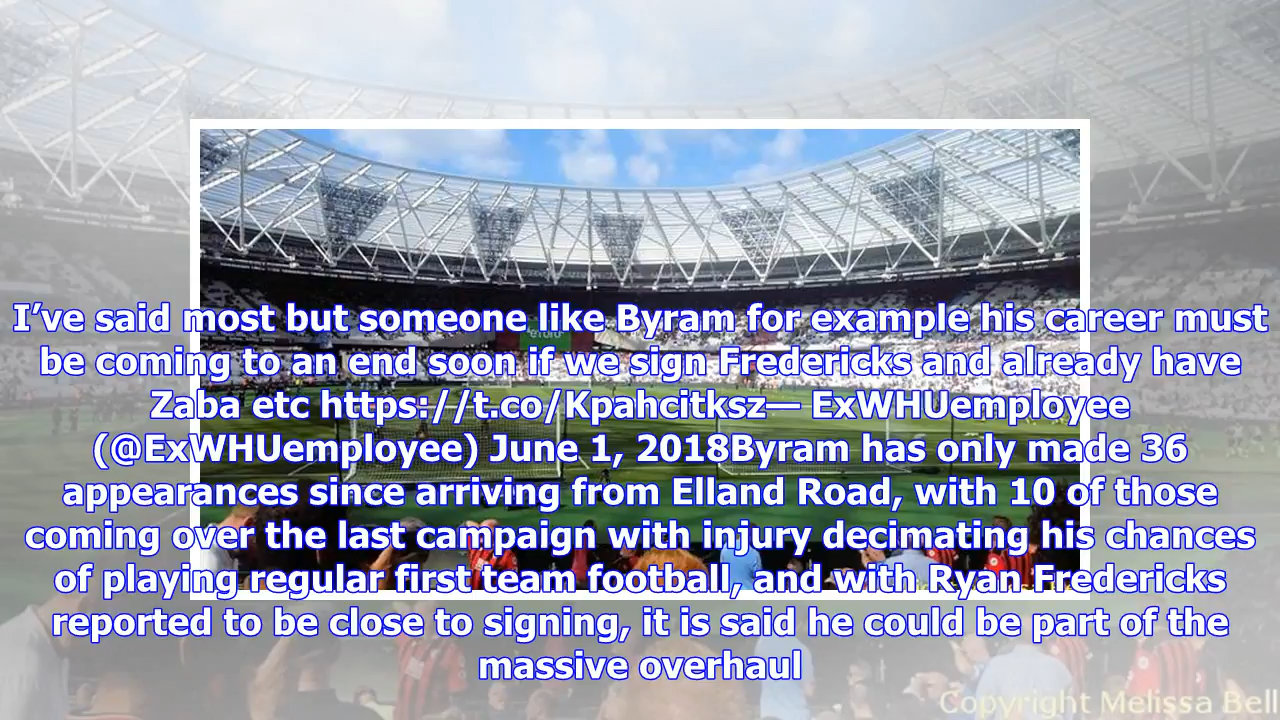 I’ve said most but someone like Byram for example his career must
be coming to an end soon if we sign Fredericks and already have
Zaba etc https://t.co/Kpahcitksz— ExWHUemployee
(@ExWHUemployee) June 1, 2018Byram has only made 36
appearances since arriving from Elland Road, with 10 of those
coming over the last campaign with injury decimating his chances
of playing regular first team football, and with Ryan Fredericks
reported to be close to signing, it is said he could be part of the
massive overhaul
Copyright Melissa Bell